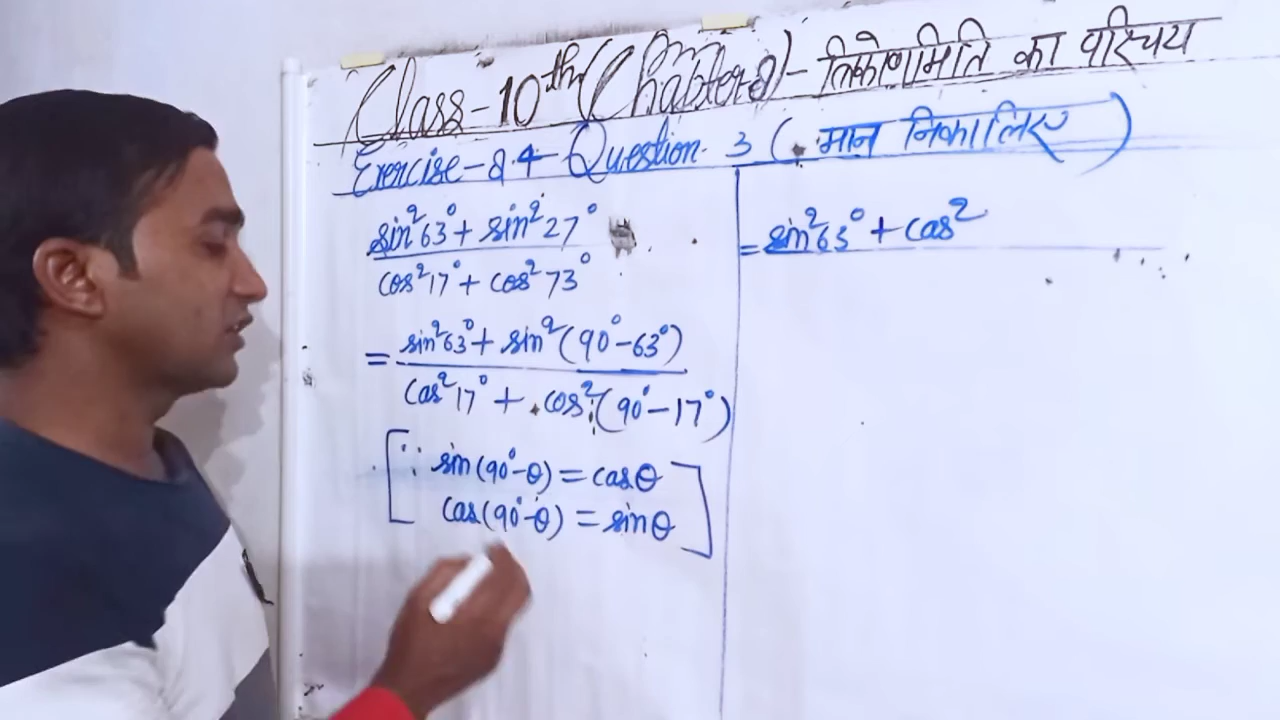 Class-10th (Chapter 8) - त्रिकोणमिति का परिचय
Exercise-8.4-Question. 3 ( मान निकालिए )
sin²63° + sin²27°
cos²17° + cos²73°
= sin²63° + sin²(90°-63°)
cos²17° + cos²(90°-17°)
[∵ sin(90°-θ) = cosθ
cos(90°-θ) = sinθ ]
= sin²63° + cos²